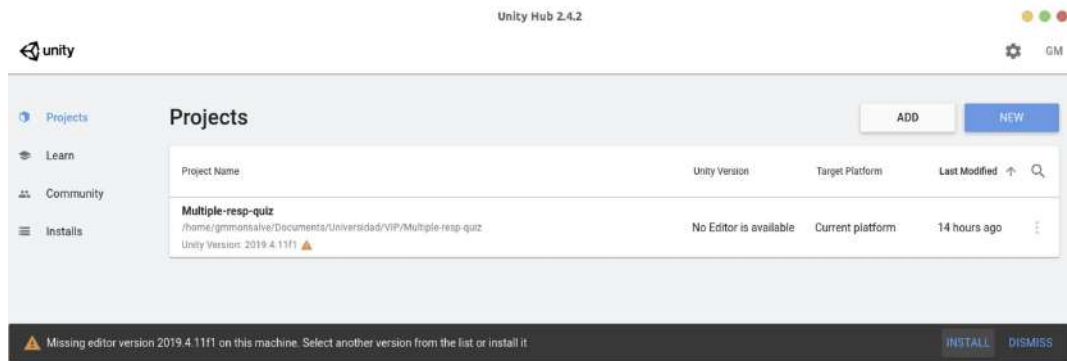 Unity Hub 2.4.2
unity
GM
Projects
Learn
Community
Installs
Projects
ADD
NEW
Project Name
Unity Version
Target Platform
Last Modified
Multiple-resp-quiz
/home/gmmonsalve/Documents/Universidad/VIP/Multiple-resp-quiz
Unity Version: 2019.4.11f1
No Editor is available
Current platform
14 hours ago
Missing editor version 2019.4.11f1 on this machine. Select another version from the list or install it
INSTALL
DISMISS